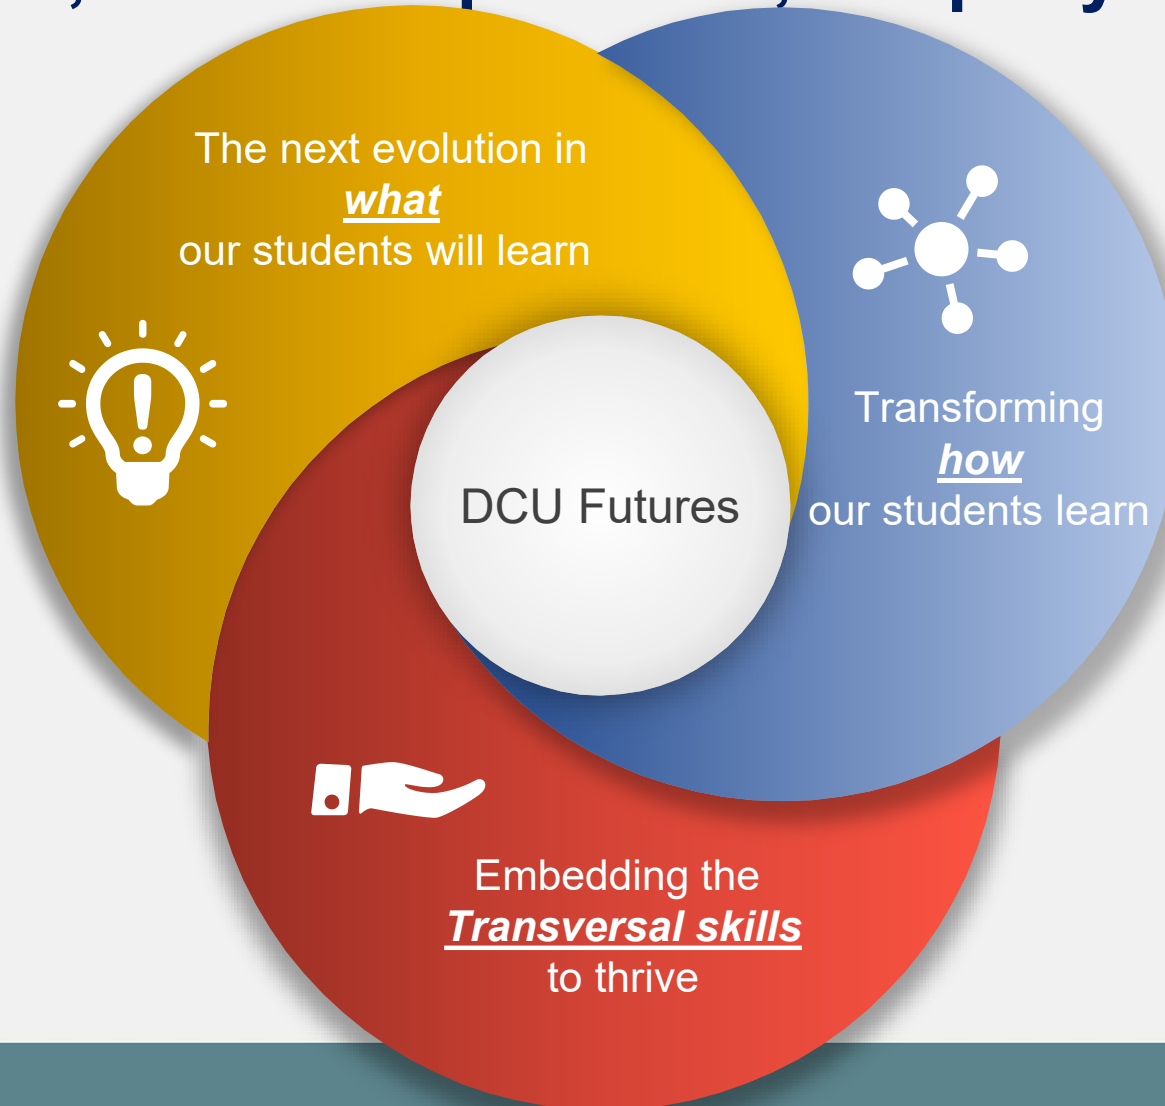 The next evolution in
what
our students will learn
Transforming
how
our students learn
DCU Futures
Embedding the
Transversal skills
to thrive